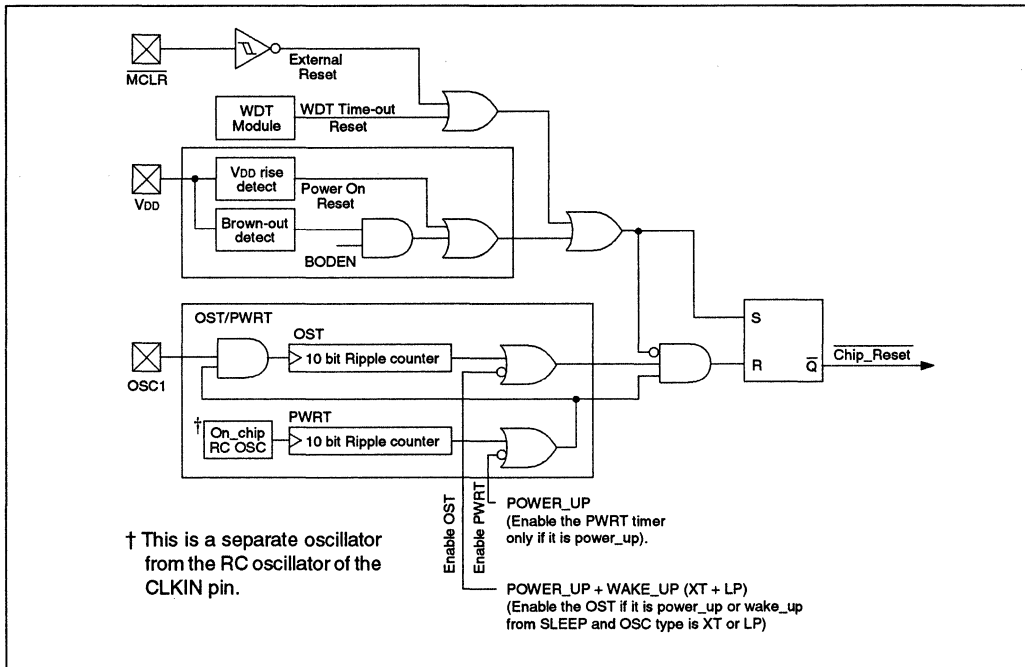 MCLR
External
Reset
WDT
Module
WDT Time-out
Reset
VDD
VDD rise
detect
Power On
Reset
Brown-out
detect
BODEN
OST/PWRT
OST
10 bit Ripple counter
OSC1
PWRT
† On_chip
RC OSC
10 bit Ripple counter
S
R
Q
Chip_Reset
Enable OST
Enable PWRT
POWER_UP
(Enable the PWRT timer
only if it is power_up).
POWER_UP + WAKE_UP (XT + LP)
(Enable the OST if it is power_up or wake_up
from SLEEP and OSC type is XT or LP)
† This is a separate oscillator
from the RC oscillator of the
CLKIN pin.